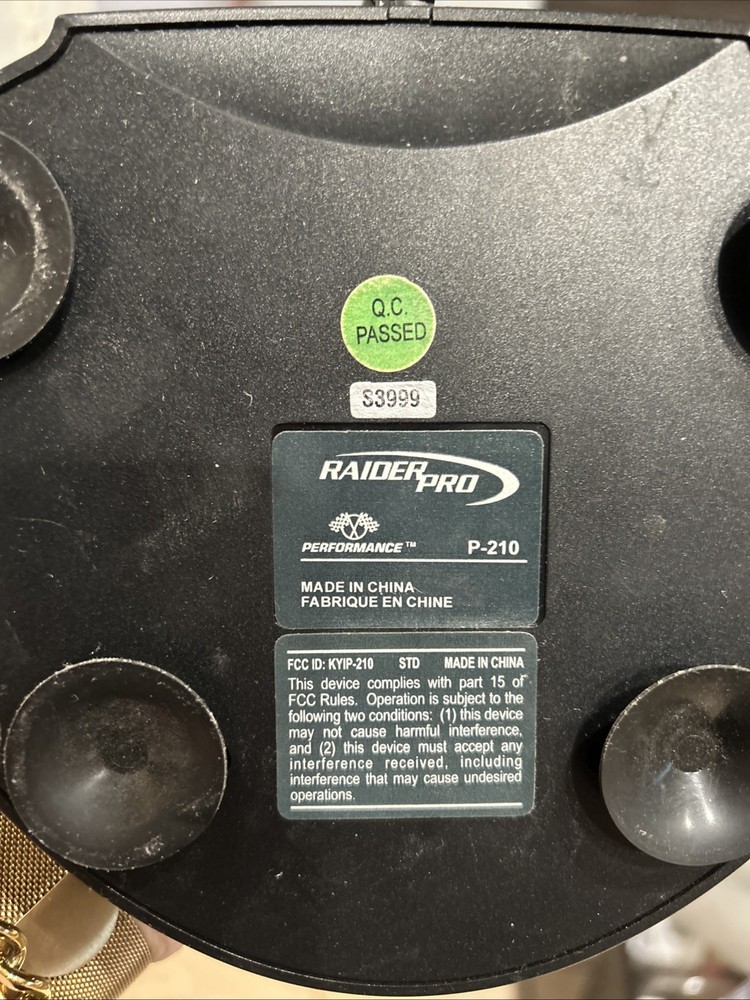 Q.C.
PASSED
S3999
RAIDER
PRO
PERFORMANCE™
P-210
MADE IN CHINA
FABRIQUE EN CHINE
FCC ID: KYIP-210 STD MADE IN CHINA
This device complies with part 15 of
FCC Rules. Operation is subject to the
following two conditions: (1) this device
may not cause harmful interference,
and (2) this device must accept any
interference received, including
interference that may cause undesired
operations.